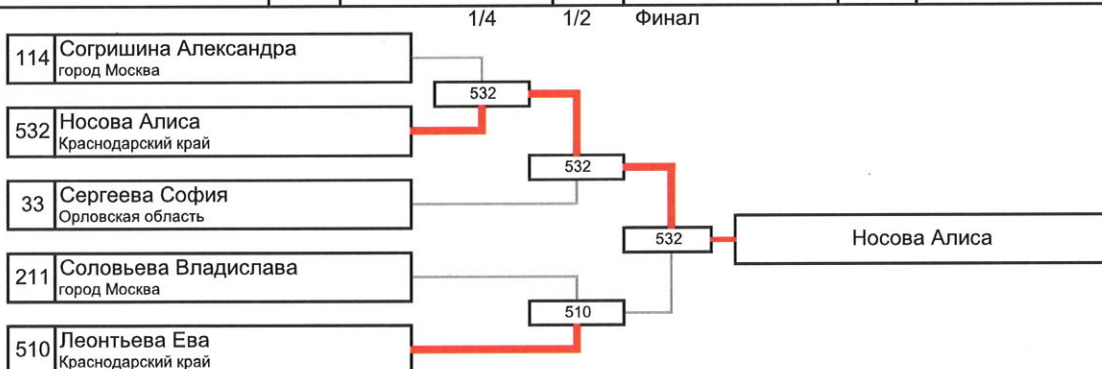 1/4 1/2 Финал
114 Согришина Александра
город Москва
532
532 Носова Алиса
Краснодарский край
532
33 Сергеева София
Орловская область
532 Носова Алиса
211 Соловьева Владислава
город Москва
510
510 Леонтьева Ева
Краснодарский край